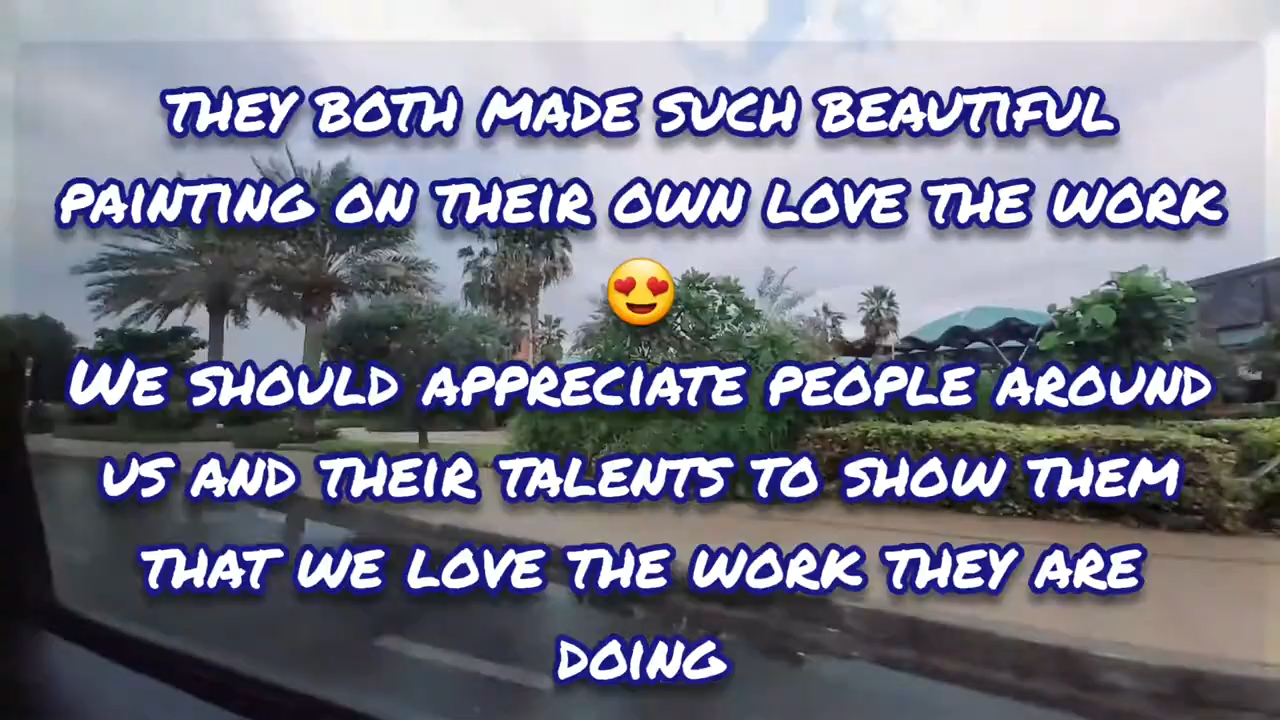 THEY BOTH MADE SUCH BEAUTIFUL
PAINTING ON THEIR OWN LOVE THE WORK
😍
WE SHOULD APPRECIATE PEOPLE AROUND
US AND THEIR TALENTS TO SHOW THEM
THAT WE LOVE THE WORK THEY ARE
DOING